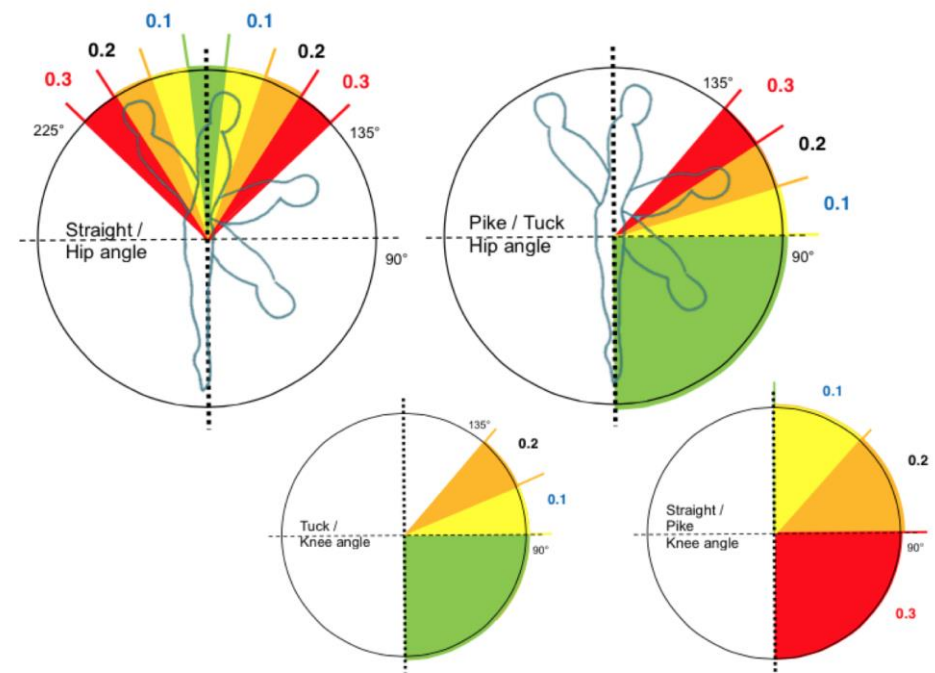 0.1
0.1
0.2
0.2
0.3
0.3
225°
135°
Straight /
Hip angle
90°
135°
0.3
0.2
0.1
Pike / Tuck
Hip angle
90°
135°
0.2
0.1
Tuck /
Knee angle
90°
0.1
0.2
Straight /
Pike
Knee angle
90°
0.3